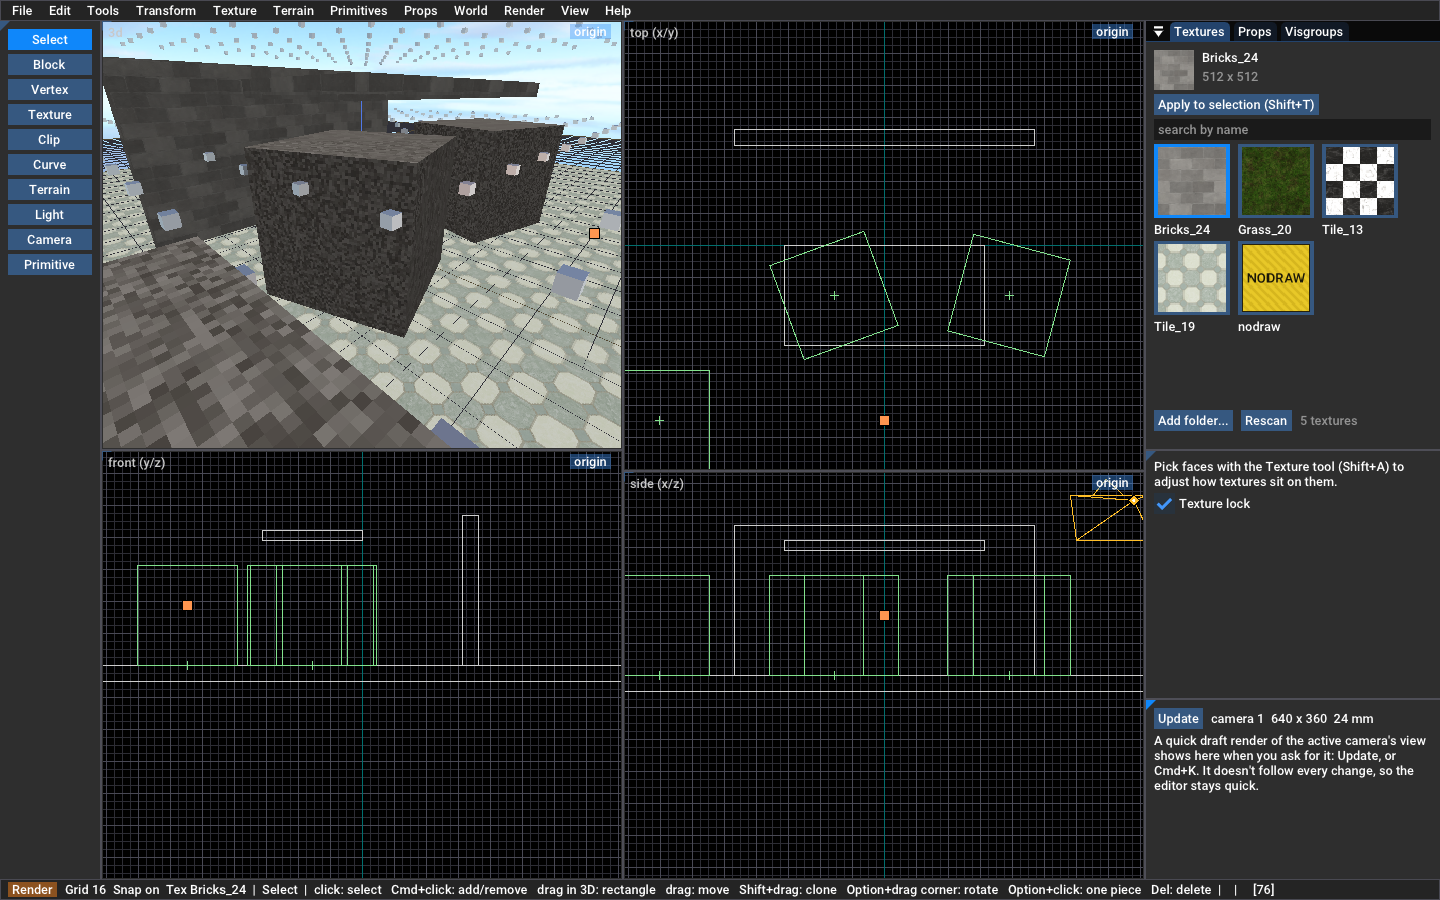 File Edit Tools Transform Texture Terrain Primitives Props World Render View Help
Select
Block
Vertex
Texture
Clip
Curve
Terrain
Light
Camera
Primitive
origin
top (x/y)
origin
front (y/z)
origin
side (x/z)
origin
Textures Props Visgroups
Bricks_24
512 x 512
Apply to selection (Shift+T)
search by name
Bricks_24 Grass_20 Tile_13
NODRAW
Tile_19 nodraw
Add folder... Rescan 5 textures
Pick faces with the Texture tool (Shift+A) to
adjust how textures sit on them.
Texture lock
Update camera 1 640 x 360 24 mm
A quick draft render of the active camera's view
shows here when you ask for it: Update, or
Cmd+K. It doesn't follow every change, so the
editor stays quick.
Render Grid 16 Snap on Tex Bricks_24 | Select | click: select Cmd+click: add/remove drag in 3D: rectangle drag: move Shift+drag: clone Option+drag corner: rotate Option+click: one piece Del: delete | | [76]